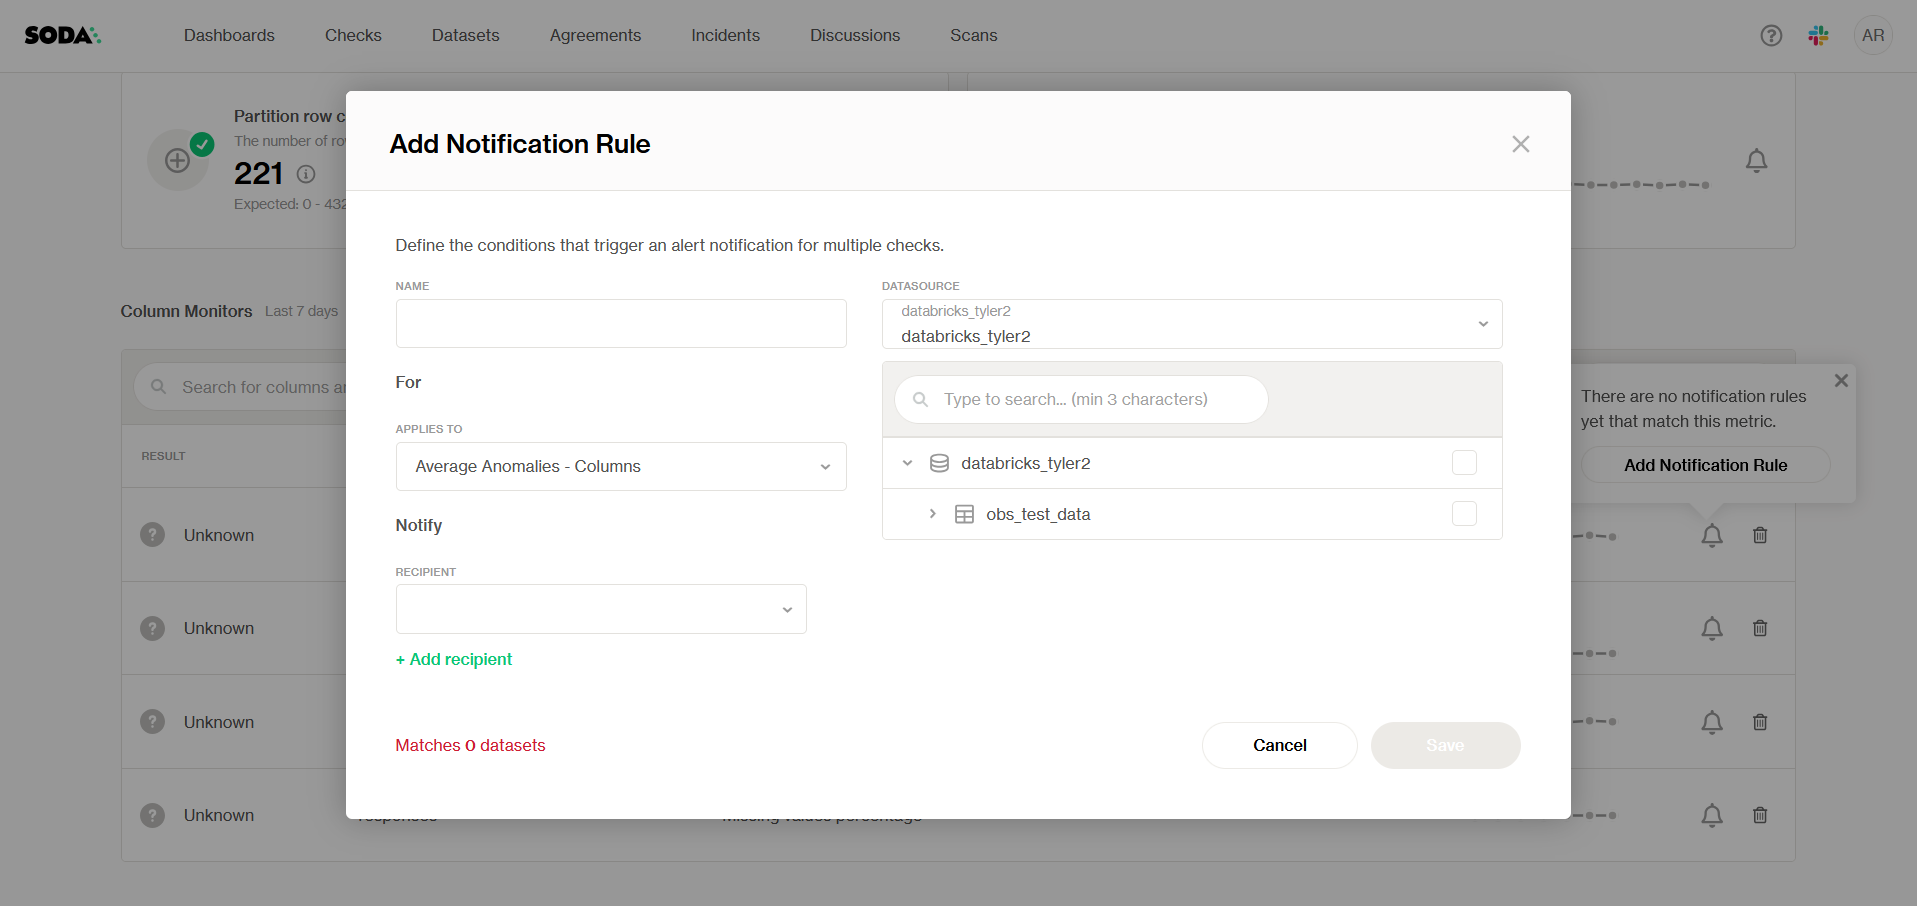 SODA
Dashboards
Checks
Datasets
Agreements
Incidents
Discussions
Scans
AR
Partition row c
The number of ro
221
Expected: 0 - 432
Add Notification Rule
Define the conditions that trigger an alert notification for multiple checks.
NAME
DATASOURCE
databricks_tyler2
databricks_tyler2
For
Type to search... (min 3 characters)
APPLIES TO
Average Anomalies - Columns
databricks_tyler2
obs_test_data
Notify
RECIPIENT
+ Add recipient
Matches 0 datasets
Cancel
Save
Column Monitors
Last 7 days
Search for columns a
RESULT
There are no notification rules
yet that match this metric.
Add Notification Rule
Unknown
Unknown
Unknown
Unknown
responses
Missing values percentage